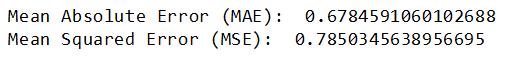 Mean Absolute Error (MAE):  0.6784591060102688
Mean Squared Error (MSE):  0.7850345638956695